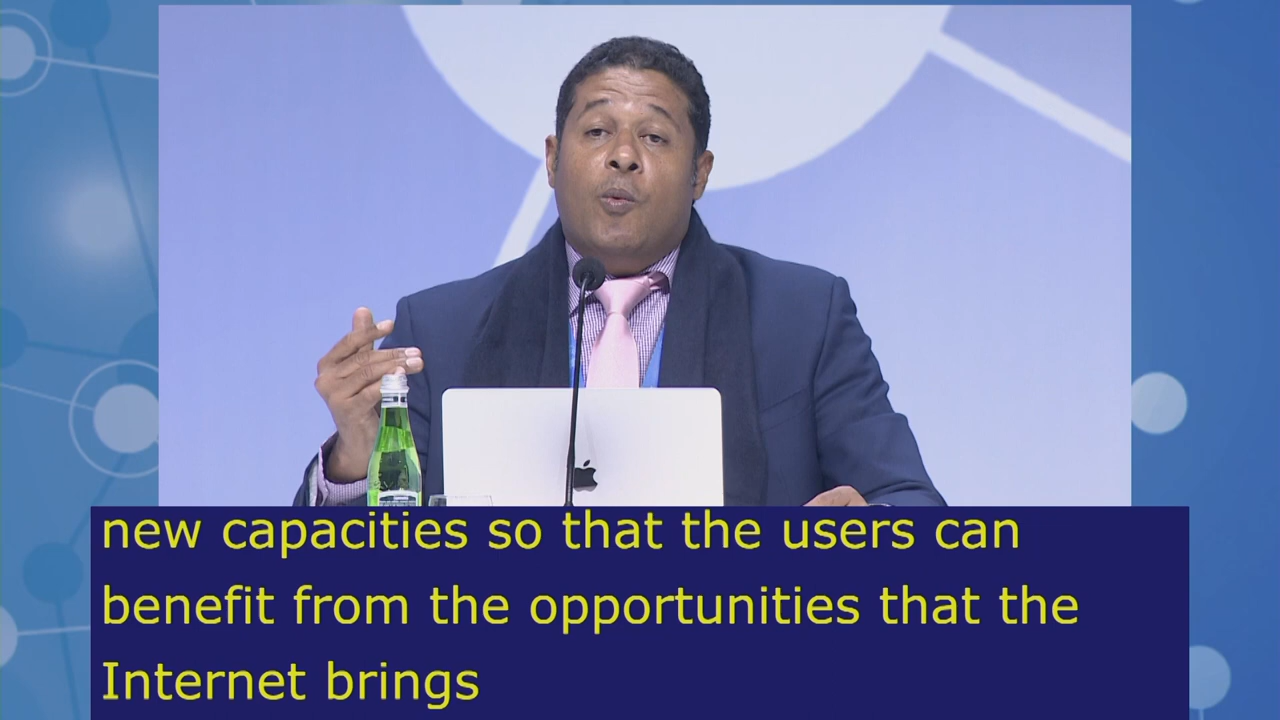 new capacities so that the users can
benefit from the opportunities that the
Internet brings